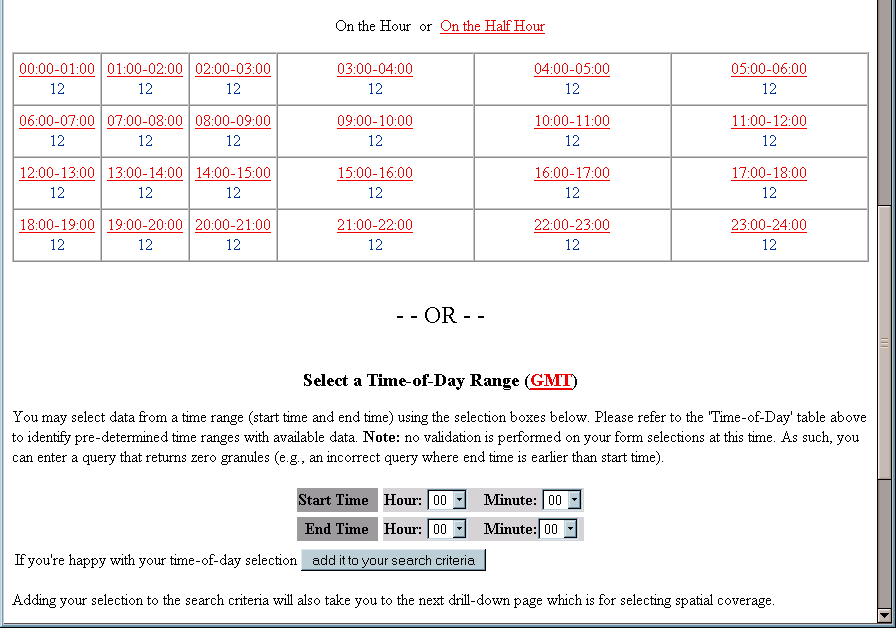 On the Hour or On the Half Hour
00:00-01:00 01:00-02:00 02:00-03:00 03:00-04:00 04:00-05:00 05:00-06:00
12 12 12 12 12 12
06:00-07:00 07:00-08:00 08:00-09:00 09:00-10:00 10:00-11:00 11:00-12:00
12 12 12 12 12 12
12:00-13:00 13:00-14:00 14:00-15:00 15:00-16:00 16:00-17:00 17:00-18:00
12 12 12 12 12 12
18:00-19:00 19:00-20:00 20:00-21:00 21:00-22:00 22:00-23:00 23:00-24:00
12 12 12 12 12 12
- - OR - -
Select a Time-of-Day Range (GMT)
You may select data from a time range (start time and end time) using the selection boxes below. Please refer to the 'Time-of-Day' table above
to identify pre-determined time ranges with available data. Note: no validation is performed on your form selections at this time. As such, you
can enter a query that returns zero granules (e.g., an incorrect query where end time is earlier than start time).
Start Time Hour: 00 Minute: 00
End Time Hour: 00 Minute: 00
If you're happy with your time-of-day selection add it to your search criteria
Adding your selection to the search criteria will also take you to the next drill-down page which is for selecting spatial coverage.